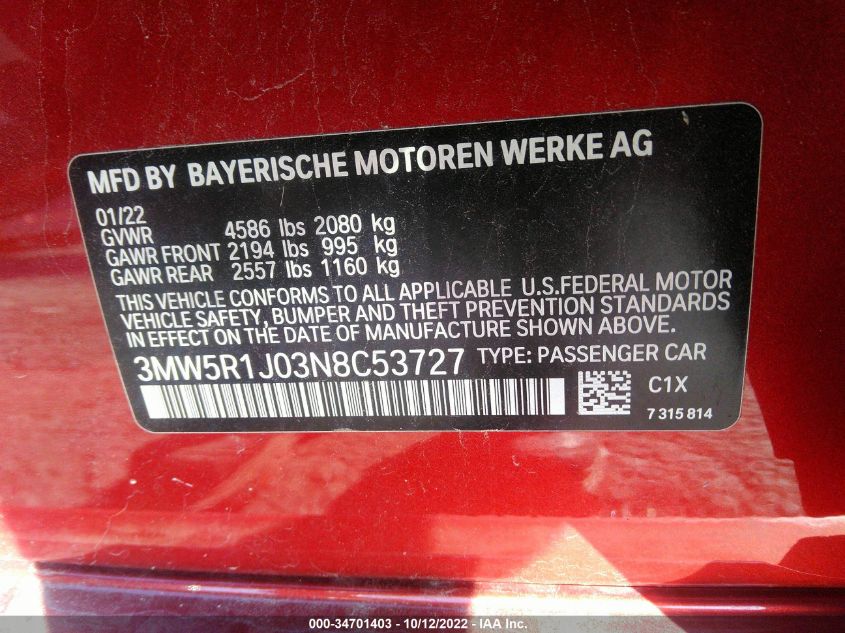 MFD BY BAYERISCHE MOTOREN WERKE AG
01/22
GVWR 4586 lbs 2080 kg
GAWR FRONT 2194 lbs 995 kg
GAWR REAR 2557 lbs 1160 kg
THIS VEHICLE CONFORMS TO ALL APPLICABLE U.S.FEDERAL MOTOR
VEHICLE SAFETY, BUMPER AND THEFT PREVENTION STANDARDS
IN EFFECT ON THE DATE OF MANUFACTURE SHOWN ABOVE.
3MW5R1J03N8C53727 TYPE: PASSENGER CAR
C1X
7 315 814
000-34701403 - 10/12/2022 - IAA Inc.